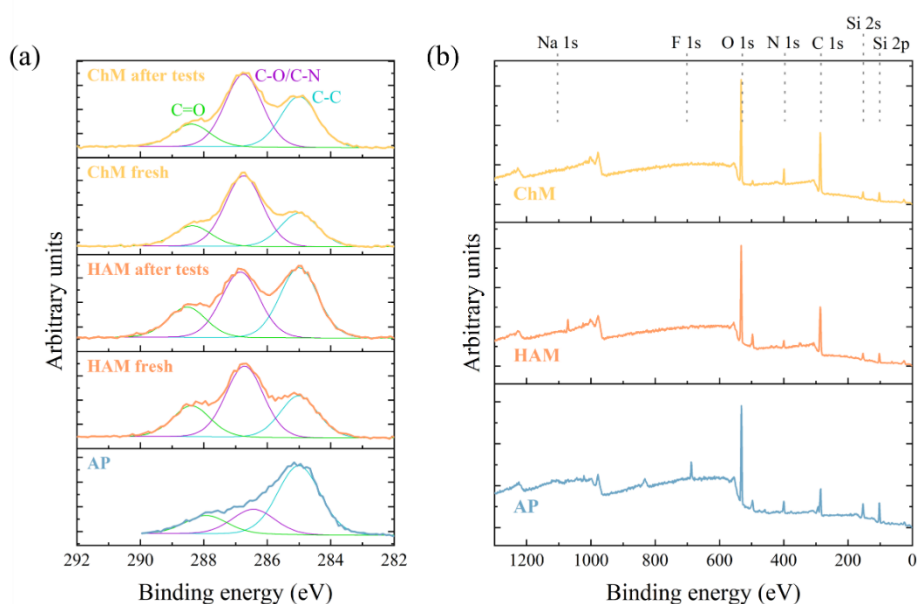 (a)
ChM after tests
C-O/C-N
C=O
C-C
ChM fresh
HAM after tests
HAM fresh
AP
Arbitrary units
292 290 288 286 284 282
Binding energy (eV)
(b)
Si 2s
Na 1s F 1s O 1s N 1s C 1s Si 2p
ChM
HAM
AP
Arbitrary units
1200 1000 800 600 400 200 0
Binding energy (eV)